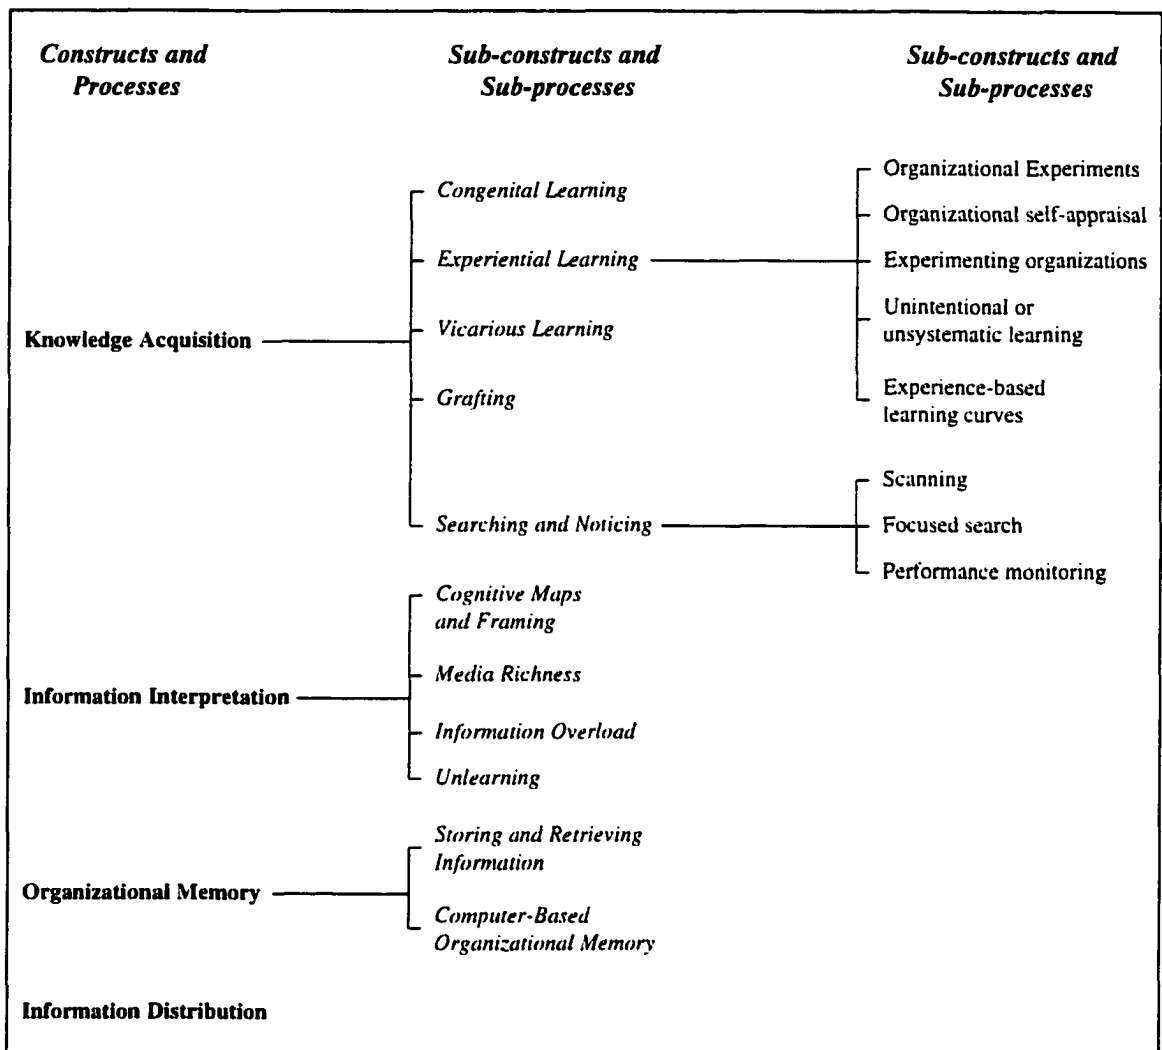 Constructs and
Processes
Sub-constructs and
Sub-processes
Sub-constructs and
Sub-processes
Knowledge Acquisition
Congenital Learning
Experiential Learning
Vicarious Learning
Grafting
Searching and Noticing
Organizational Experiments
Organizational self-appraisal
Experimenting organizations
Unintentional or
unsystematic learning
Experience-based
learning curves
Scanning
Focused search
Performance monitoring
Information Interpretation
Cognitive Maps
and Framing
Media Richness
Information Overload
Unlearning
Organizational Memory
Storing and Retrieving
Information
Computer-Based
Organizational Memory
Information Distribution